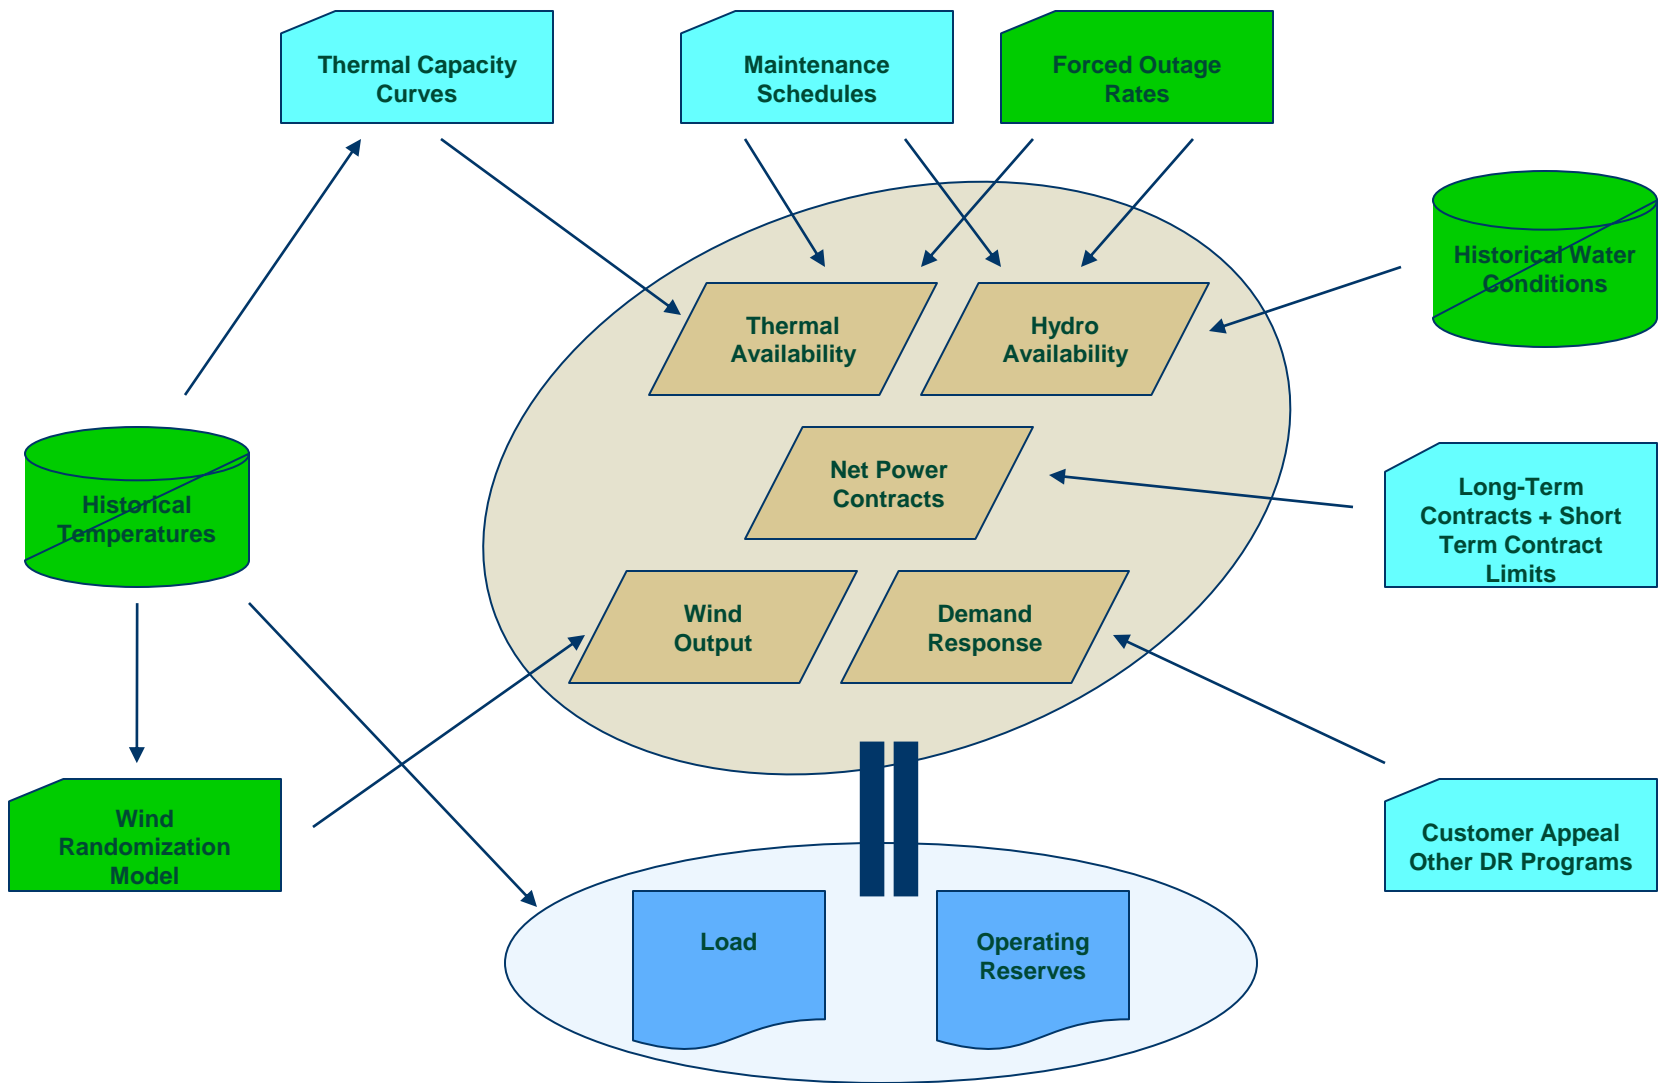 Thermal Capacity
Curves
Maintenance
Schedules
Forced Outage
Rates
Historical Water
Conditions
Thermal
Availability
Hydro
Availability
Historical
Temperatures
Net Power
Contracts
Long-Term
Contracts + Short
Term Contract
Limits
Wind
Output
Demand
Response
Wind
Randomization
Model
Customer Appeal
Other DR Programs
Load
Operating
Reserves